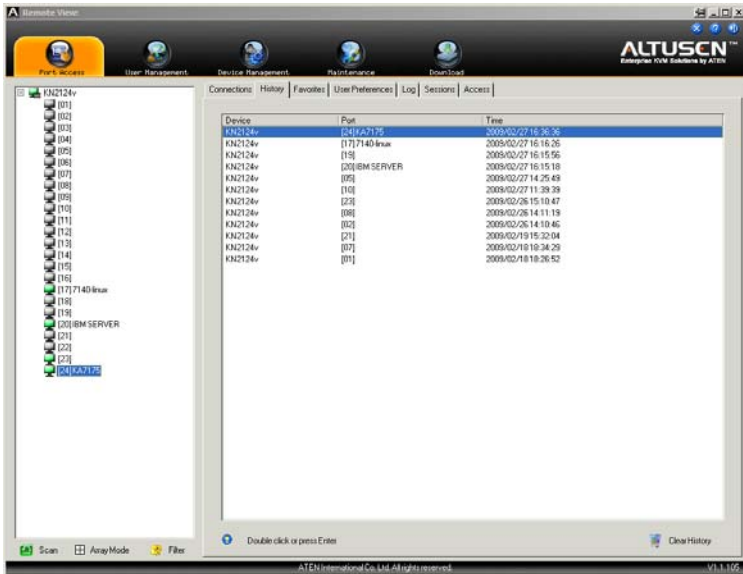 Remote View
ALTUSEN™
Enterprise KVM Solutions by ATEN
Port Access User Management Device Management Maintenance Download
KN2124v
[01]
[02]
[03]
[04]
[05]
[06]
[07]
[08]
[09]
[10]
[11]
[12]
[13]
[14]
[15]
[16]
[17]7140-linux
[18]
[19]
[20]IBM SERVER
[21]
[22]
[23]
[24]KA7175
Scan Array Mode Filter
Connections History Favorites User Preferences Log Sessions Access
Device Port Time
KN2124v [24]KA7175 2009/02/27 16:36:36
KN2124v [17]7140-linux 2009/02/27 16:16:26
KN2124v [19] 2009/02/27 16:15:56
KN2124v [20]IBM SERVER 2009/02/27 16:15:18
KN2124v [05] 2009/02/27 14:25:49
KN2124v [10] 2009/02/27 11:39:39
KN2124v [23] 2009/02/26 15:10:47
KN2124v [08] 2009/02/26 14:11:19
KN2124v [02] 2009/02/26 14:10:46
KN2124v [21] 2009/02/19 15:32:04
KN2124v [07] 2009/02/18 18:34:29
KN2124v [01] 2009/02/18 18:26:52
Double click or press Enter
Clear History
ATEN International Co. Ltd. All rights reserved.
V1.1.105